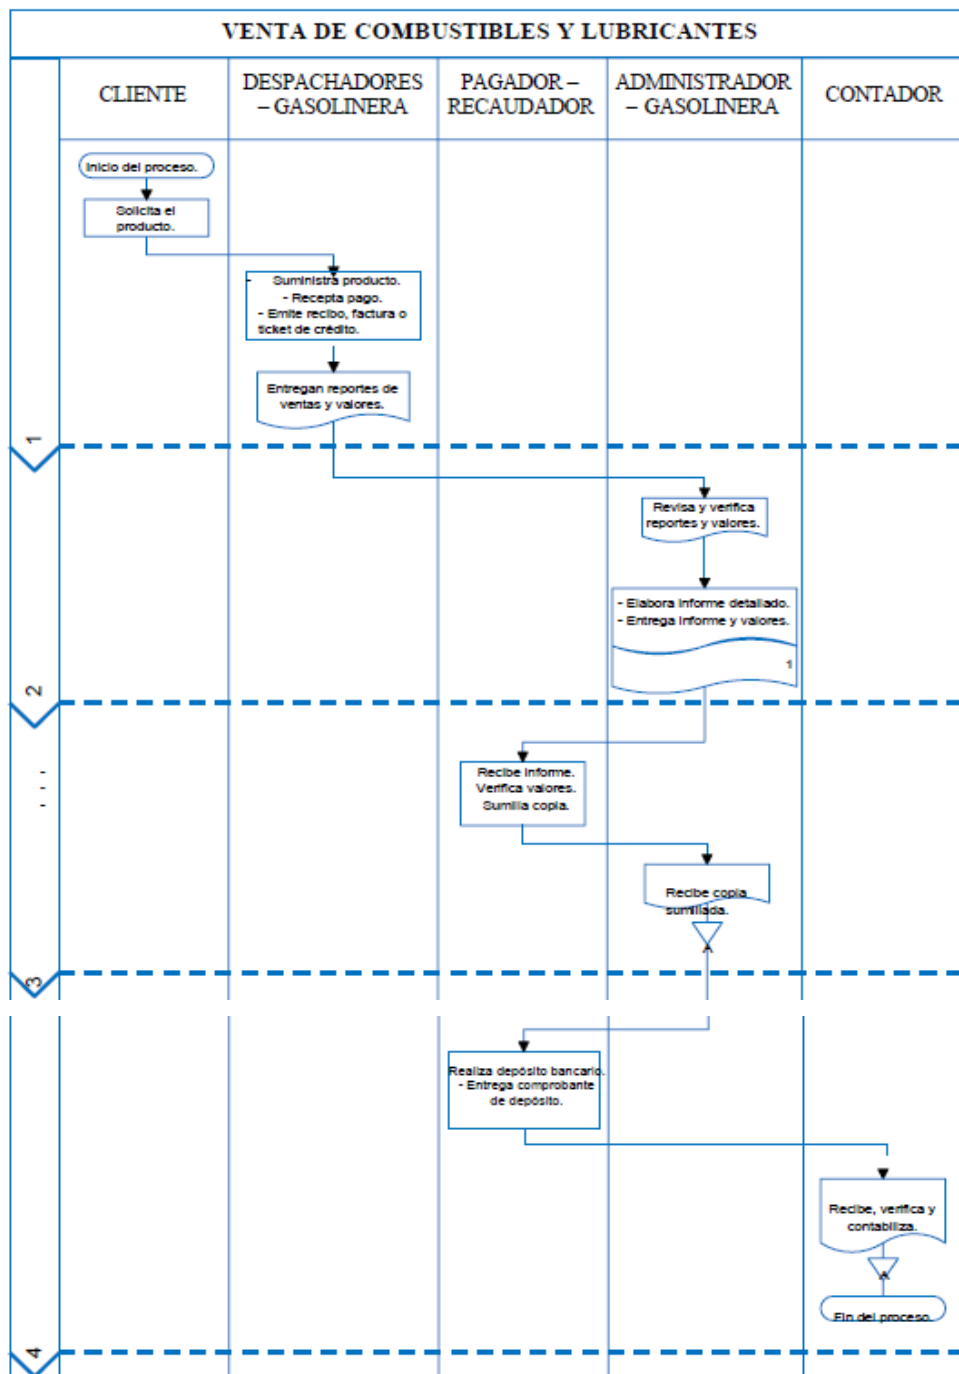 VENTA DE COMBUSTIBLES Y LUBRICANTES
CLIENTE
DESPACHADORES
– GASOLINERA
PAGADOR –
RECAUDADOR
ADMINISTRADOR
– GASOLINERA
CONTADOR
Inicio del proceso.
Solicita el
producto.
- Suministra producto.
- Recepta pago.
- Emite recibo, factura o
ticket de crédito.
Entregan reportes de
ventas y valores.
1
Revisa y verifica
reportes y valores.
- Elabora informe detallado.
- Entrega informe y valores.
1
2
Recibe informe.
Verifica valores.
Sumilla copia.
Recibe copia
sumillada.
A
3
Realiza depósito bancario.
- Entrega comprobante
de depósito.
Recibe, verifica y
contabiliza.
A
Fin del proceso.
4